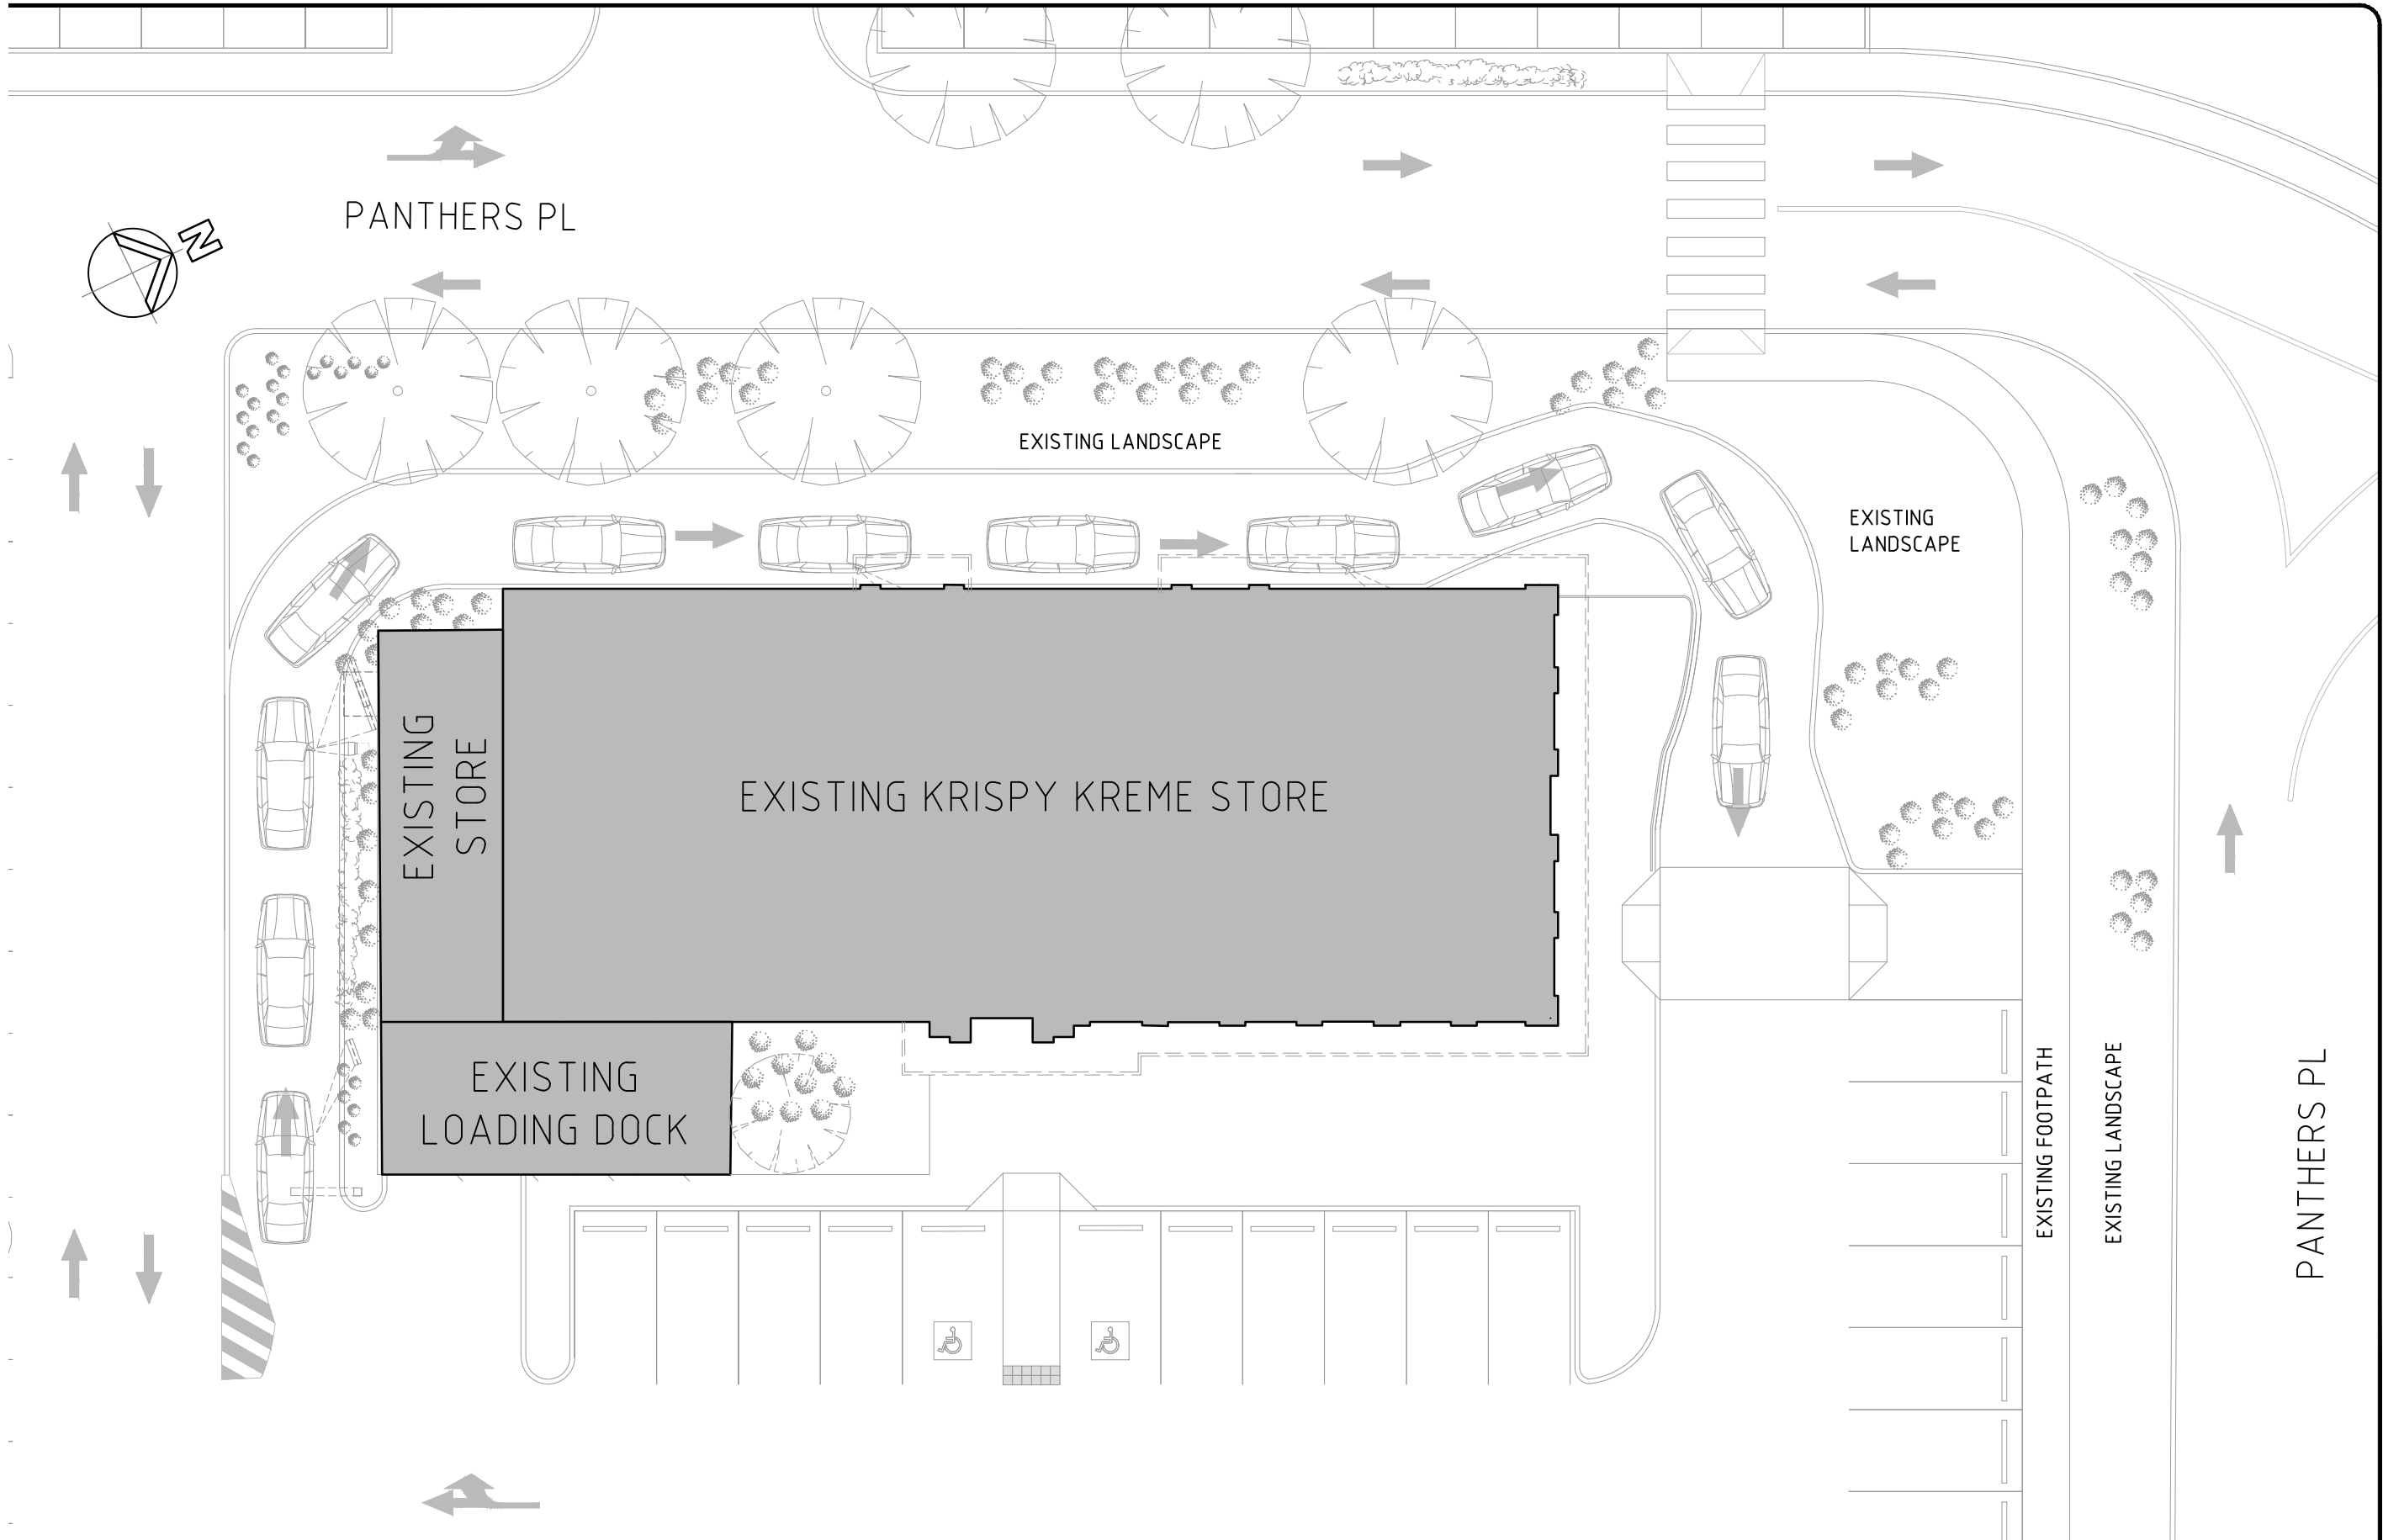 PANTHERS PL
N
EXISTING LANDSCAPE
EXISTING
LANDSCAPE
EXISTING
STORE
EXISTING KRISPY KREME STORE
EXISTING
LOADING DOCK
EXISTING FOOTPATH
EXISTING LANDSCAPE
PANTHERS PL